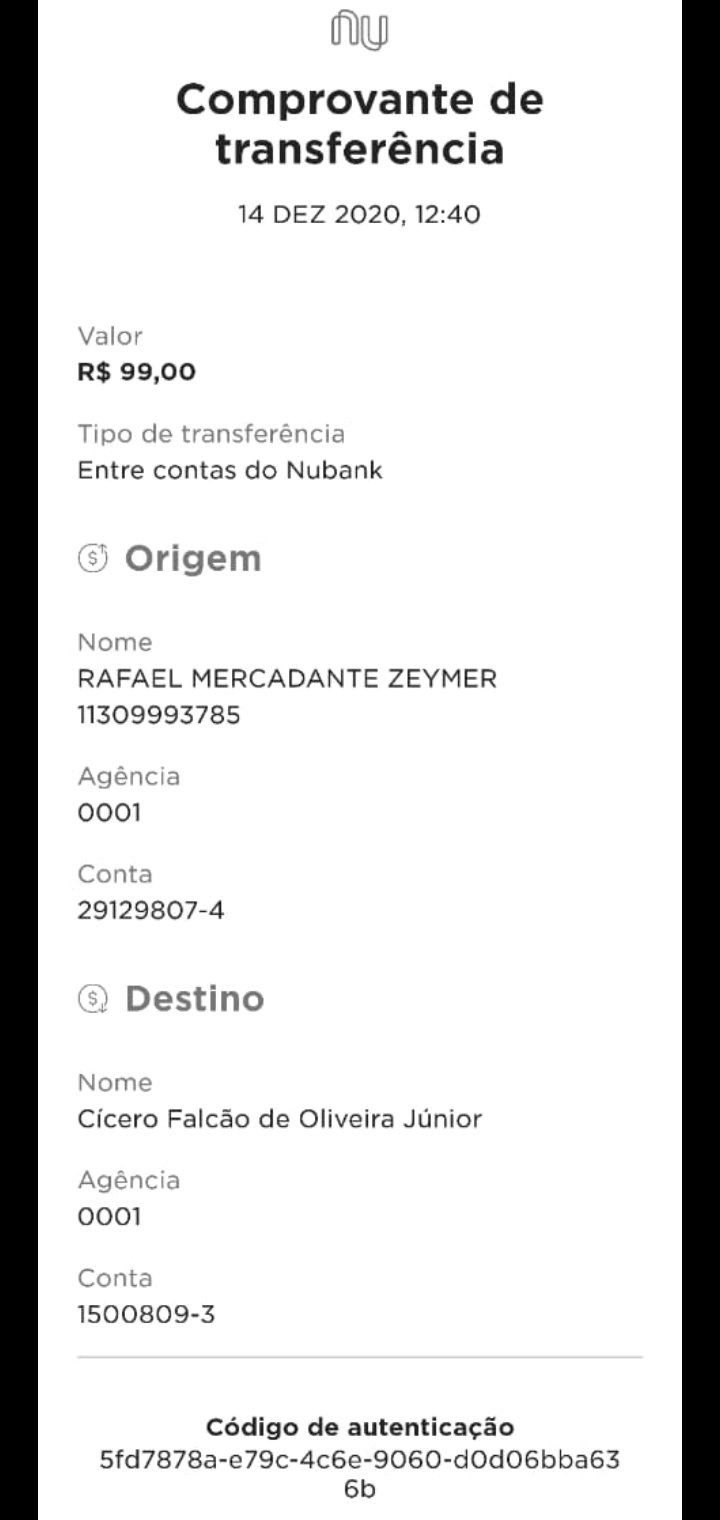 nu
Comprovante de
transferência
14 DEZ 2020, 12:40
Valor
R$ 99,00
Tipo de transferência
Entre contas do Nubank
Origem
Nome
RAFAEL MERCADANTE ZEYMER
11309993785
Agência
0001
Conta
29129807-4
Destino
Nome
Cícero Falcão de Oliveira Júnior
Agência
0001
Conta
1500809-3
Código de autenticação
5fd7878a-e79c-4c6e-9060-d0d06bba63
6b